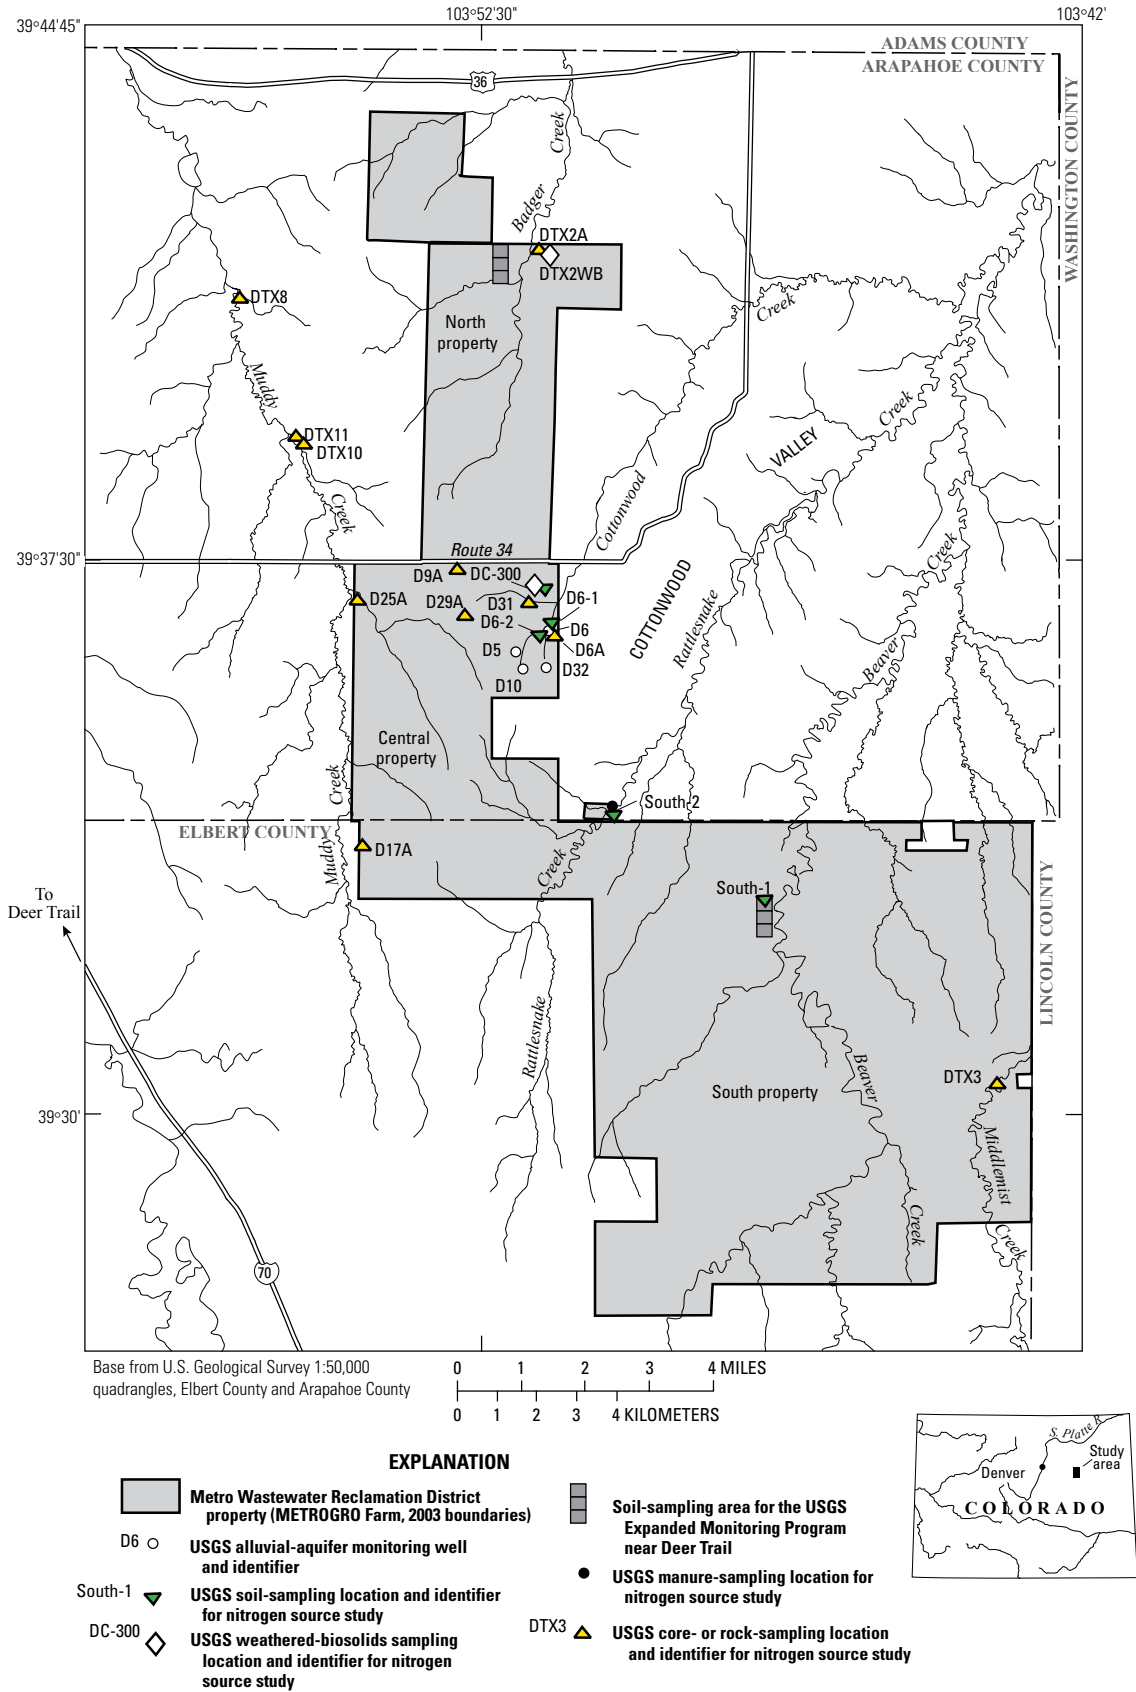 39°44'45"
103°52'30"
103°42'
ADAMS COUNTY
ARAPAHOE COUNTY
WASHINGTON COUNTY
36
Creek
Badger
DTX2A
DTX2WB
DTX8
North
property
Creek
Muddy
Creek
DTX11
DTX10
VALLEY
Creek
Cottonwood
Creek
39°37'30"
Route 34
D9A
DC-300
D25A
D29A
D31
D6-1
D6-2
D6
D5
D6A
D10
D32
COTTONWOOD
Rattlesnake
Beaver
Central
property
Creek
South-2
ELBERT COUNTY
Muddy
D17A
Creek
To
Deer Trail
South-1
LINCOLN COUNTY
Rattlesnake
Beaver
South property
DTX3
39°30'
Middlemist
Creek
Creek
70
Base from U.S. Geological Survey 1:50,000
quadrangles, Elbert County and Arapahoe County
0 1 2 3 4 MILES
0 1 2 3 4 KILOMETERS
S. Platte R
Study
area
Denver
COLORADO
EXPLANATION
Metro Wastewater Reclamation District
property (METROGRO Farm, 2003 boundaries)
D6
USGS alluvial-aquifer monitoring well
and identifier
South-1
USGS soil-sampling location and identifier
for nitrogen source study
DC-300
USGS weathered-biosolids sampling
location and identifier for nitrogen
source study
Soil-sampling area for the USGS
Expanded Monitoring Program
near Deer Trail
USGS manure-sampling location for
nitrogen source study
DTX3
USGS core- or rock-sampling location
and identifier for nitrogen source study